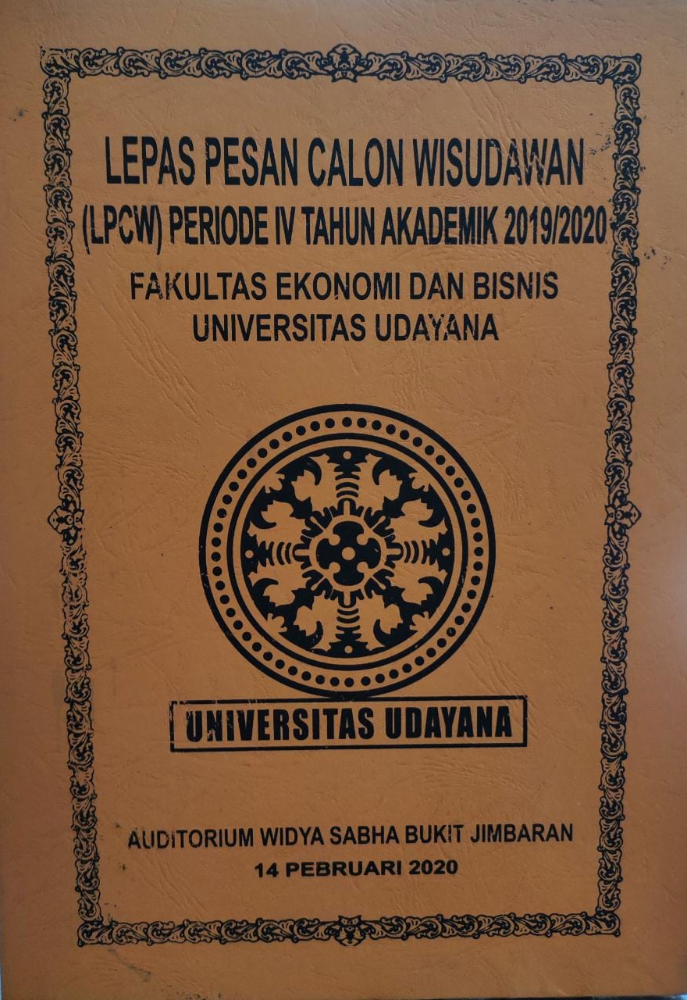 LEPAS PESAN CALON WISUDAWAN
(LPCW) PERIODE IV TAHUN AKADEMIK 2019/2020
FAKULTAS EKONOMI DAN BISNIS
UNIVERSITAS UDAYANA
UNIVERSITAS UDAYANA
AUDITORIUM WIDYA SABHA BUKIT JIMBARAN
14 PEBRUARI 2020